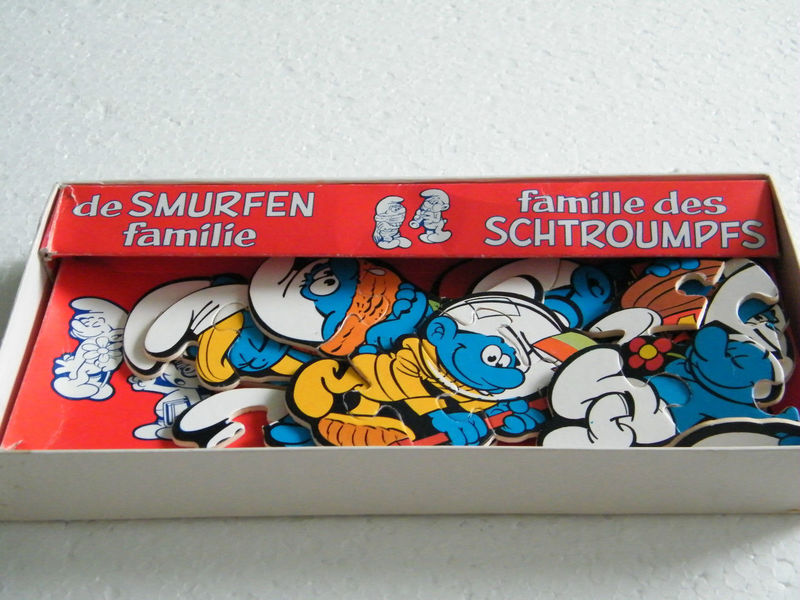 de SMURFEN
familie
famille des
SCHTROUMPFS